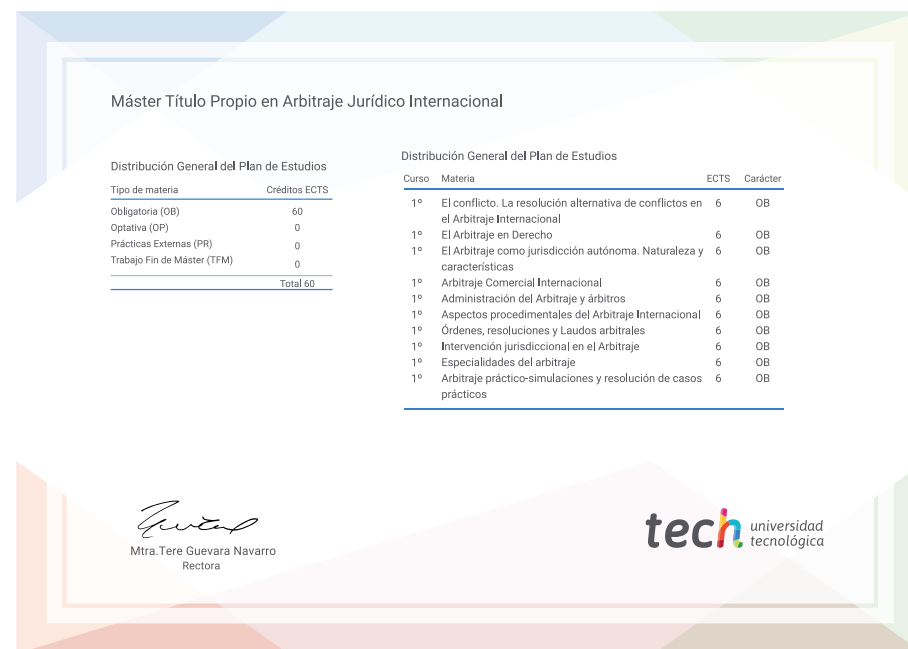 Máster Título Propio en Arbitraje Jurídico Internacional
Distribución General del Plan de Estudios
Tipo de materia Créditos ECTS
Obligatoria (OB) 60
Optativa (OP) 0
Prácticas Externas (PR) 0
Trabajo Fin de Máster (TFM) 0
Total 60
Distribución General del Plan de Estudios
Curso Materia ECTS Carácter
1º El conflicto. La resolución alternativa de conflictos en 6 OB
el Arbitraje Internacional
1º El Arbitraje en Derecho 6 OB
1º El Arbitraje como jurisdicción autónoma. Naturaleza y 6 OB
características
1º Arbitraje Comercial Internacional 6 OB
1º Administración del Arbitraje y árbitros 6 OB
1º Aspectos procedimentales del Arbitraje Internacional 6 OB
1º Órdenes, resoluciones y Laudos arbitrales 6 OB
1º Intervención jurisdiccional en el Arbitraje 6 OB
1º Especialidades del arbitraje 6 OB
1º Arbitraje práctico-simulaciones y resolución de casos 6 OB
prácticos
Mtra.Tere Guevara Navarro
Rectora
tech universidad
tecnológica